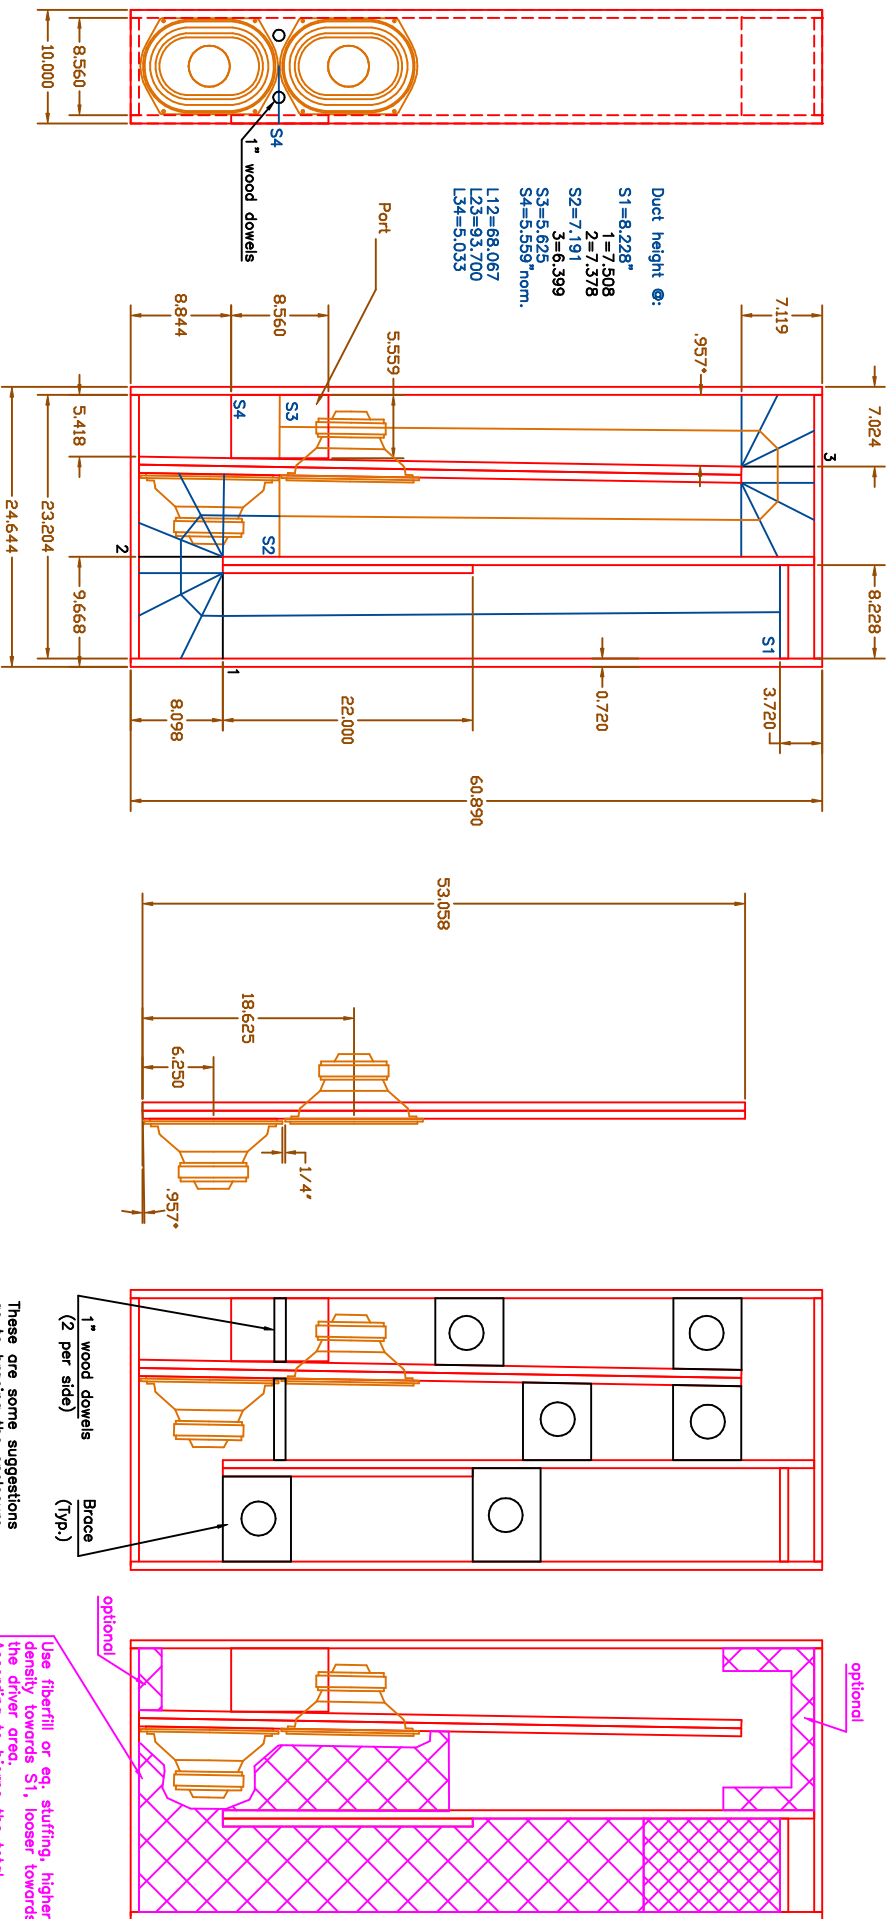 8.560
10.000
S4
1" wood dowels
Duct height @:
S1=8.228"
1=7.508
2=7.378
S2=7.191
3=6.399
S3=5.625
S4=5.559"nom.
L12=68.067
L23=93.700
L34=5.033
Port
8.844
8.560
5.559
.957°
7.119
7.024
3
8.228
S4
S3
S2
S1
2
1
5.418
9.668
23.204
24.644
8.098
22.000
0.720
3.720
60.890
53.058
18.625
6.250
1/4"
.957°
1" wood dowels
(2 per side)
Brace
(Typ.)
These are some suggestions
optional
optional
Use fiberfill or eq. stuffing, higher
density towards S1, looser towards
the driver area.